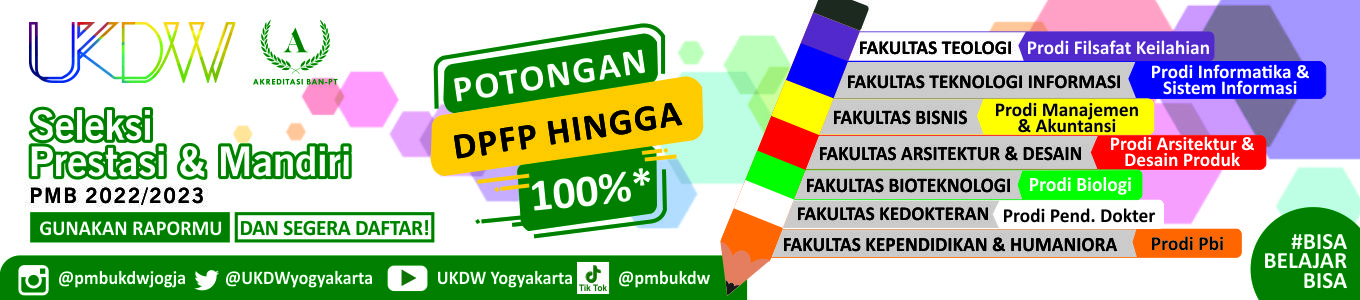 UKDW
A
AKREDITASI BAN-PT
Seleksi
Prestasi & Mandiri
PMB 2022/2023
GUNAKAN RAPORMU DAN SEGERA DAFTAR!
@pmbukdwjogja @UKDWyogyakarta UKDW Yogyakarta Tik Tok @pmbukdw
POTONGAN
DPFP HINGGA
100%*
FAKULTAS TEOLOGI Prodi Filsafat Keilahian
FAKULTAS TEKNOLOGI INFORMASI Prodi Informatika &
Sistem Informasi
FAKULTAS BISNIS Prodi Manajemen
& Akuntansi
FAKULTAS ARSITEKTUR & DESAIN Prodi Arsitektur &
Desain Produk
FAKULTAS BIOTEKNOLOGI Prodi Biologi
FAKULTAS KEDOKTERAN Prodi Pend. Dokter
FAKULTAS KEPENDIDIKAN & HUMANIORA Prodi Pbi
#BISA
BELAJAR
BISA